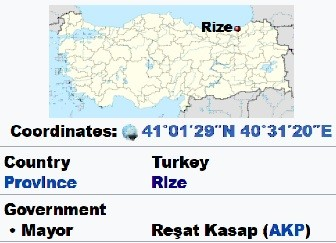 Rize
Coordinates: 41°01′29″N 40°31′20″E
Country Turkey
Province Rize
Government
• Mayor Reşat Kasap (AKP)